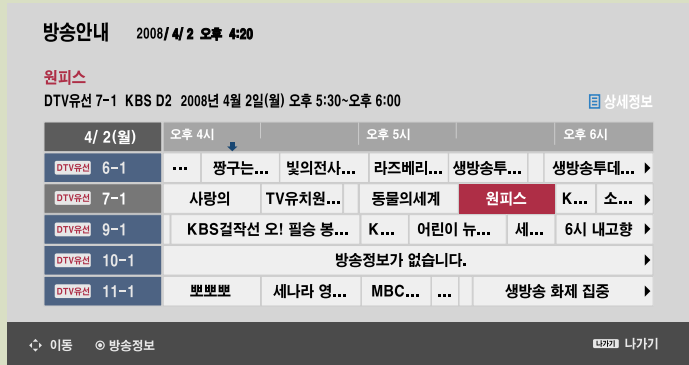 방송안내 2008/ 4/ 2 오후 4:20
원피스
DTV유선 7-1 KBS D2 2008년 4월 2일(월) 오후 5:30~오후 6:00 상세정보
4/ 2(월) 오후 4시 오후 5시 오후 6시
DTV유선 6-1 ... 짱구는... 빛의전사... 라즈베리... 생방송투... 생방송투데...
DTV유선 7-1 사랑의 TV유치원... 동물의세계 원피스 K... 소...
DTV유선 9-1 KBS걸작선 오! 필승 봉... K... 어린이 뉴... 세... 6시 내고향
DTV유선 10-1 방송정보가 없습니다.
DTV유선 11-1 뽀뽀뽀 세나라 영... MBC... ... 생방송 화제 집중
이동 방송정보 나가기 나가기